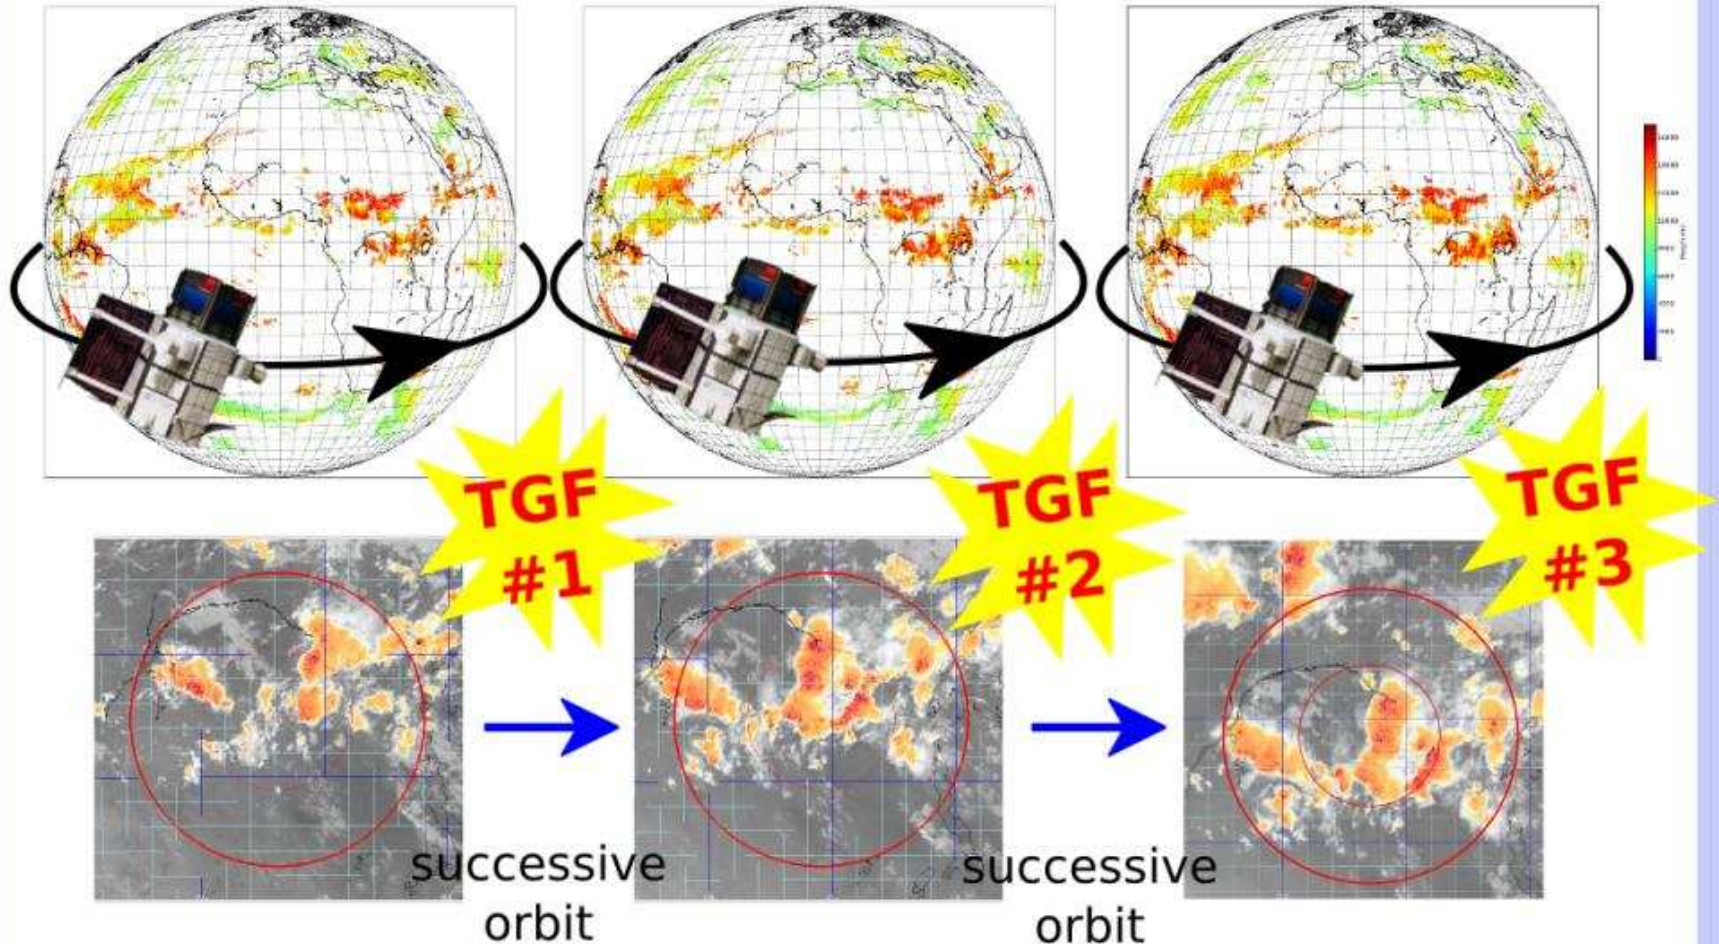 TGF
#1
TGF
#2
TGF
#3
successive
orbit
successive
orbit